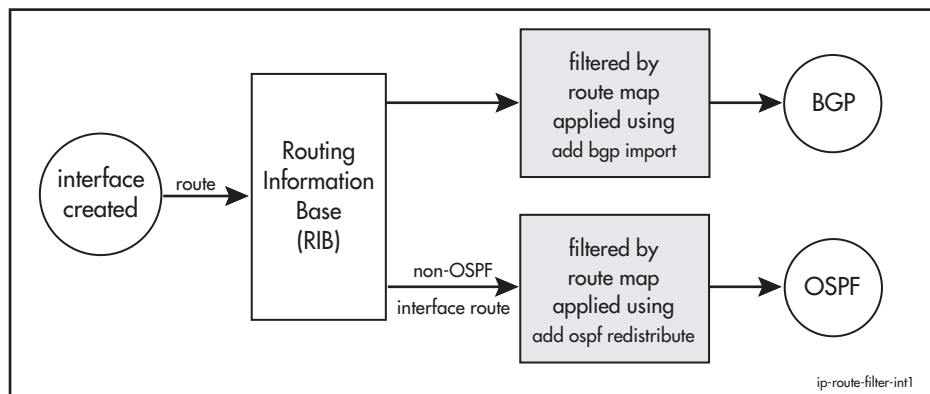 interface
created
route
Routing
Information
Base
(RIB)
filtered by
route map
applied using
add bgp import
BGP
non-OSPF
interface route
filtered by
route map
applied using
add ospf redistribute
OSPF
ip-route-filter-int1